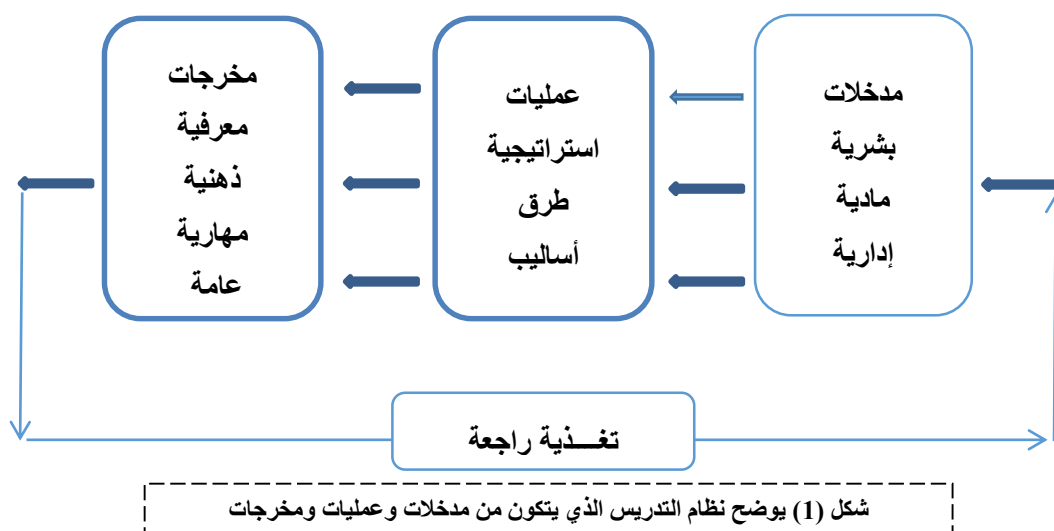 مدخلات
بشرية
مادية
إدارية
عمليات
استراتيجية
طرق
أساليب
مخرجات
معرفية
ذهنية
مهارية
عامة
تغـــذية راجعة
شكل (1) يوضح نظام التدريس الذي يتكون من مدخلات وعمليات ومخرجات